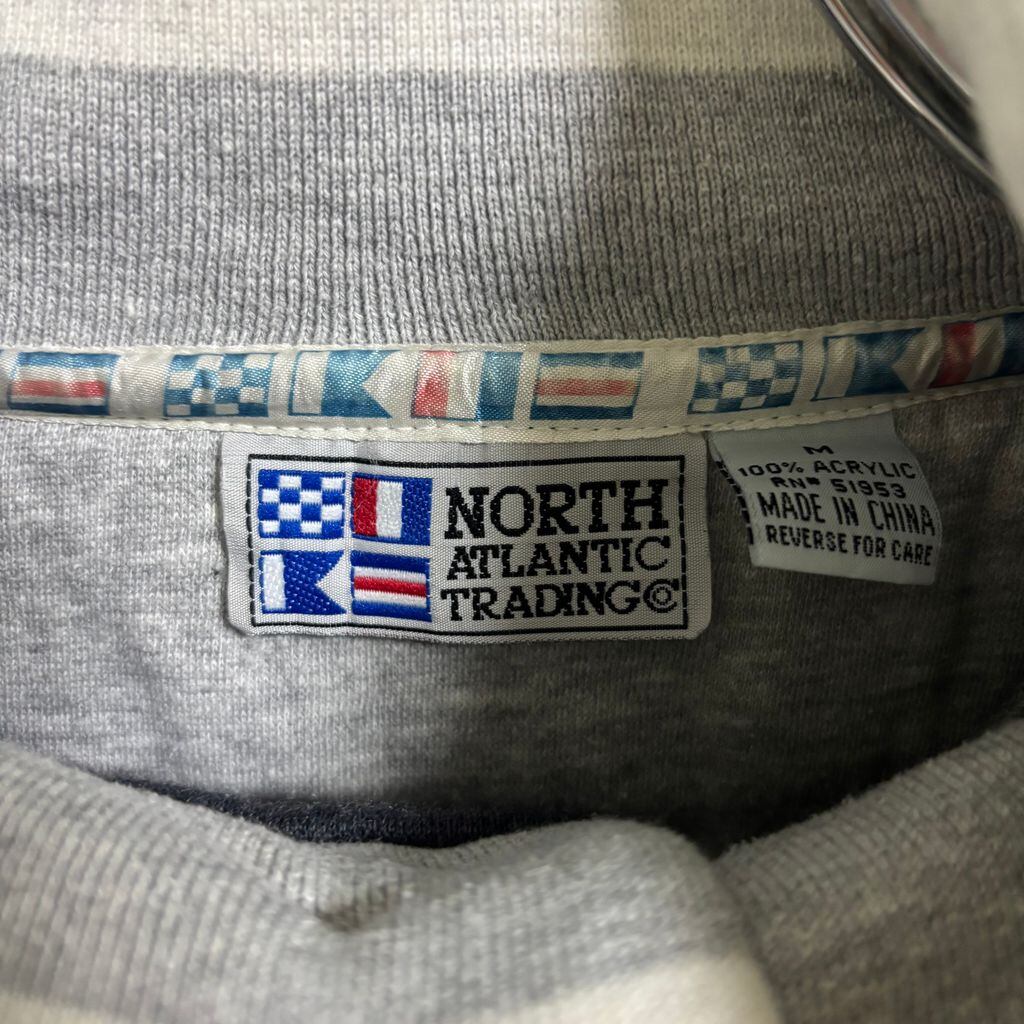 NORTH
ATLANTIC
TRADING©
M
100% ACRYLIC
RN# 51953
MADE IN CHINA
REVERSE FOR CARE